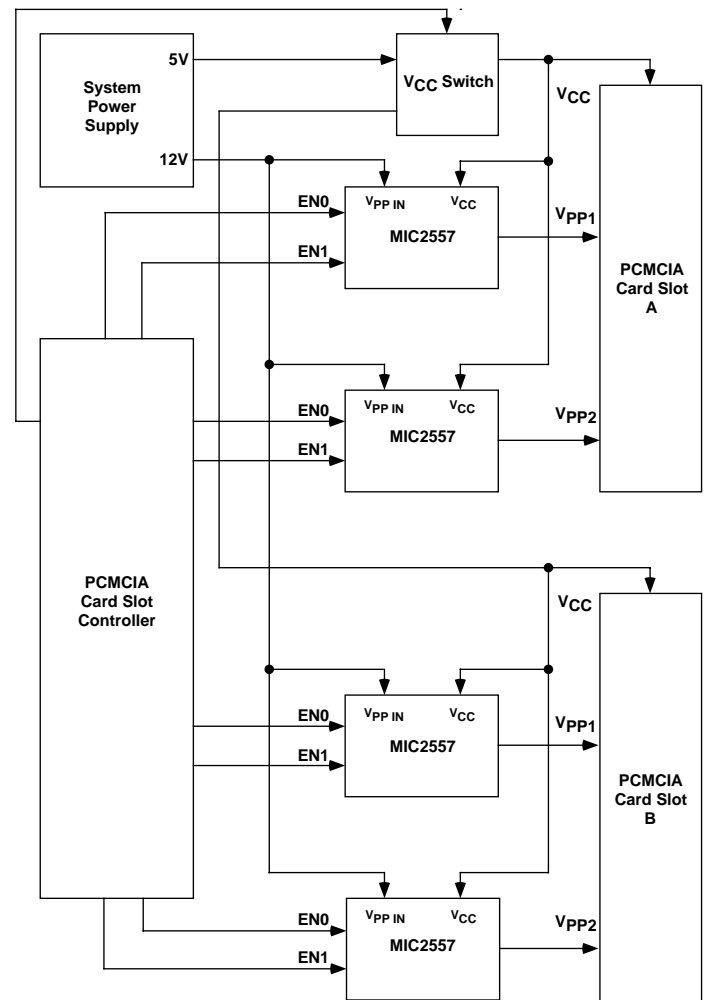 5V
System
Power
Supply
12V
VCC Switch
VCC
EN0
EN1
VPP IN
VCC
MIC2557
VPP1
PCMCIA
Card Slot
A
EN0
EN1
VPP IN
VCC
MIC2557
VPP2
PCMCIA
Card Slot
Controller
VCC
EN0
EN1
VPP IN
VCC
MIC2557
VPP1
PCMCIA
Card Slot
B
EN0
EN1
VPP IN
VCC
MIC2557
VPP2